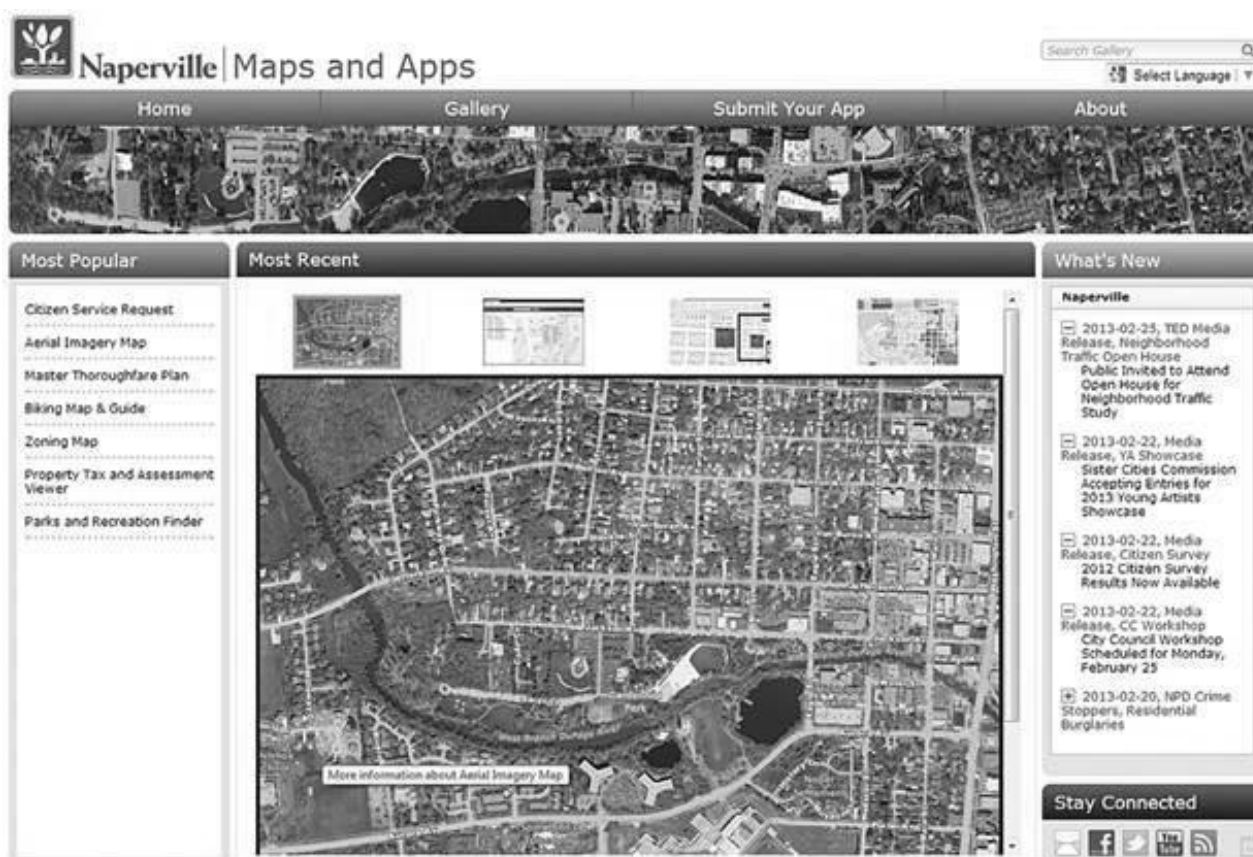 Naperville | Maps and Apps
Search Gallery
Select Language
Home
Gallery
Submit Your App
About
Most Popular
Citizen Service Request
Aerial Imagery Map
Master Thoroughfare Plan
Biking Map & Guide
Zoning Map
Property Tax and Assessment
Viewer
Parks and Recreation Finder
Most Recent
Park
More information about Aerial Imagery Map
What's New
Naperville
2013-02-25, TED Media
Release, Neighborhood
Traffic Open House
Public Invited to Attend
Open House for
Neighborhood Traffic
Study
2013-02-22, Media
Release, YA Showcase
Sister Cities Commission
Accepting Entries for
2013 Young Artists
Showcase
2013-02-22, Media
Release, Citizen Survey
2012 Citizen Survey
Results Now Available
2013-02-22, Media
Release, CC Workshop
City Council Workshop
Scheduled for Monday,
February 25
2013-02-20, NPD Crime
Stoppers, Residential
Burglaries
Stay Connected
You
Tube